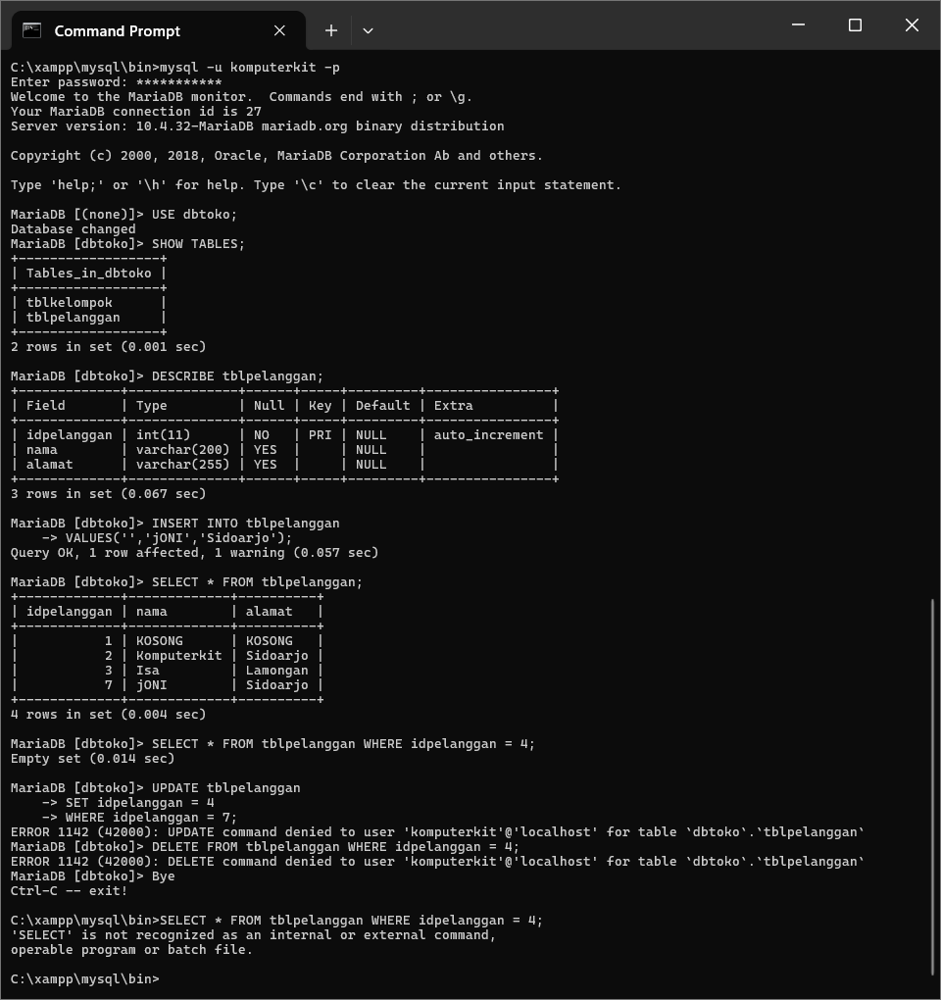 Command Prompt
C:\xampp\mysql\bin>mysql -u komputerkit -p
Enter password: ***********
Welcome to the MariaDB monitor.  Commands end with ; or \g.
Your MariaDB connection id is 27
Server version: 10.4.32-MariaDB mariadb.org binary distribution

Copyright (c) 2000, 2018, Oracle, MariaDB Corporation Ab and others.

Type 'help;' or '\h' for help. Type '\c' to clear the current input statement.

MariaDB [(none)]> USE dbtoko;
Database changed
MariaDB [dbtoko]> SHOW TABLES;
+------------------+
| Tables_in_dbtoko |
+------------------+
| tblkelompok      |
| tblpelanggan     |
+------------------+
2 rows in set (0.001 sec)

MariaDB [dbtoko]> DESCRIBE tblpelanggan;
+-------------+--------------+------+-----+---------+----------------+
| Field       | Type         | Null | Key | Default | Extra          |
+-------------+--------------+------+-----+---------+----------------+
| idpelanggan | int(11)      | NO   | PRI | NULL    | auto_increment |
| nama        | varchar(200) | YES  |     | NULL    |                |
| alamat      | varchar(255) | YES  |     | NULL    |                |
+-------------+--------------+------+-----+---------+----------------+
3 rows in set (0.067 sec)

MariaDB [dbtoko]> INSERT INTO tblpelanggan
    -> VALUES('','jONI','Sidoarjo');
Query OK, 1 row affected, 1 warning (0.057 sec)

MariaDB [dbtoko]> SELECT * FROM tblpelanggan;
+-------------+-------------+----------+
| idpelanggan | nama        | alamat   |
+-------------+-------------+----------+
|           1 | KOSONG      | KOSONG   |
|           2 | Komputerkit | Sidoarjo |
|           3 | Isa         | Lamongan |
|           7 | jONI        | Sidoarjo |
+-------------+-------------+----------+
4 rows in set (0.004 sec)

MariaDB [dbtoko]> SELECT * FROM tblpelanggan WHERE idpelanggan = 4;
Empty set (0.014 sec)

MariaDB [dbtoko]> UPDATE tblpelanggan
    -> SET idpelanggan = 4
    -> WHERE idpelanggan = 7;
ERROR 1142 (42000): UPDATE command denied to user 'komputerkit'@'localhost' for table `dbtoko`.`tblpelanggan`
MariaDB [dbtoko]> DELETE FROM tblpelanggan WHERE idpelanggan = 4;
ERROR 1142 (42000): DELETE command denied to user 'komputerkit'@'localhost' for table `dbtoko`.`tblpelanggan`
MariaDB [dbtoko]> Bye
Ctrl-C -- exit!

C:\xampp\mysql\bin>SELECT * FROM tblpelanggan WHERE idpelanggan = 4;
'SELECT' is not recognized as an internal or external command,
operable program or batch file.

C:\xampp\mysql\bin>